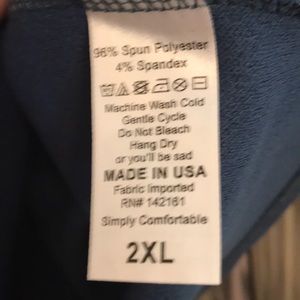 96% Spun Polyester
4% Spandex
Machine Wash Cold
Gentle Cycle
Do Not Bleach
Hang Dry
or you'll be sad
MADE IN USA
Fabric Imported
RN# 142161
Simply Comfortable
2XL